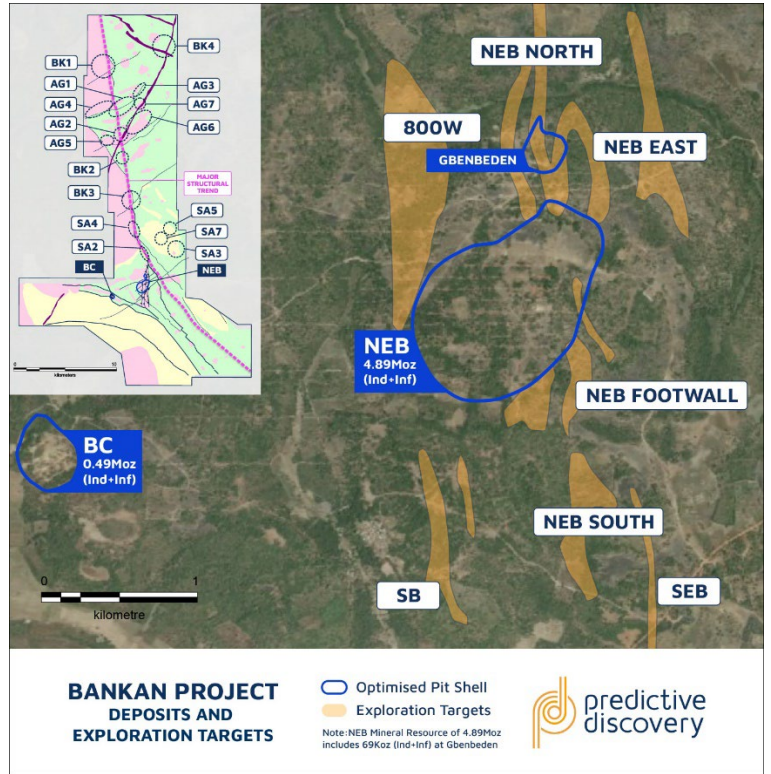 BK4
BK1
AG1
AG3
AG4
AG7
AG2
AG6
AG5
BK2
MAJOR
STRUCTURAL
TREND
BK3
SA5
SA4
SA7
SA2
SA3
BC
NEB
0
10
kilometre
NEB NORTH
800W
GBENBEDEN
NEB EAST
NEB
4.89Moz
(Ind+Inf)
NEB FOOTWALL
BC
0.49Moz
(Ind+Inf)
NEB SOUTH
SB
SEB
0
1
kilometre
BANKAN PROJECT
DEPOSITS AND
EXPLORATION TARGETS
Optimised Pit Shell
Exploration Targets
Note:NEB Mineral Resource of 4.89Moz
includes 69Koz (Ind+Inf) at Gbenbeden
predictive
discovery